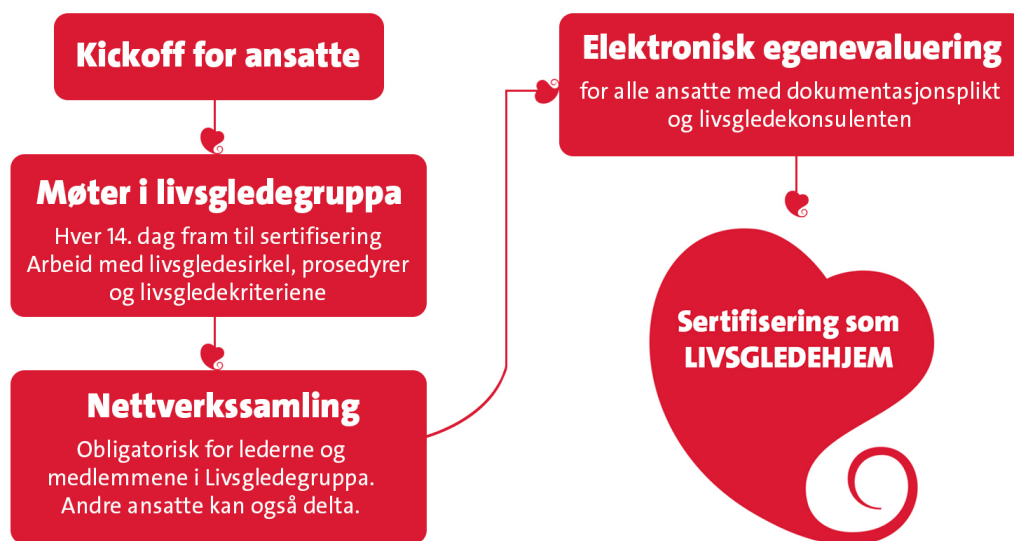 Kickoff for ansatte
Møter i livsgledegruppa
Hver 14. dag fram til sertifisering
Arbeid med livsgledesirkel, prosedyrer
og livsgledekriteriene
Nettverkssamling
Obligatorisk for lederne og
medlemmene i Livsgledegruppa.
Andre ansatte kan også delta.
Elektronisk egenevaluering
for alle ansatte med dokumentasjonsplikt
og livsgledekonsulenten
Sertifisering som
LIVSGLEDEHJEM